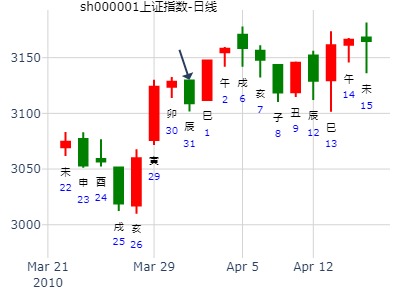 sh000001上证指数-日线
3150
3100
3050
3000
未
22
申
23
酉
24
戌
25
亥
26
寅
29
卯
30
辰
31
巳
1
午
2
戌
6
亥
7
子
8
丑
9
辰
12
巳
13
午
14
未
15
Mar 21
2010
Mar 29
Apr 5
Apr 12